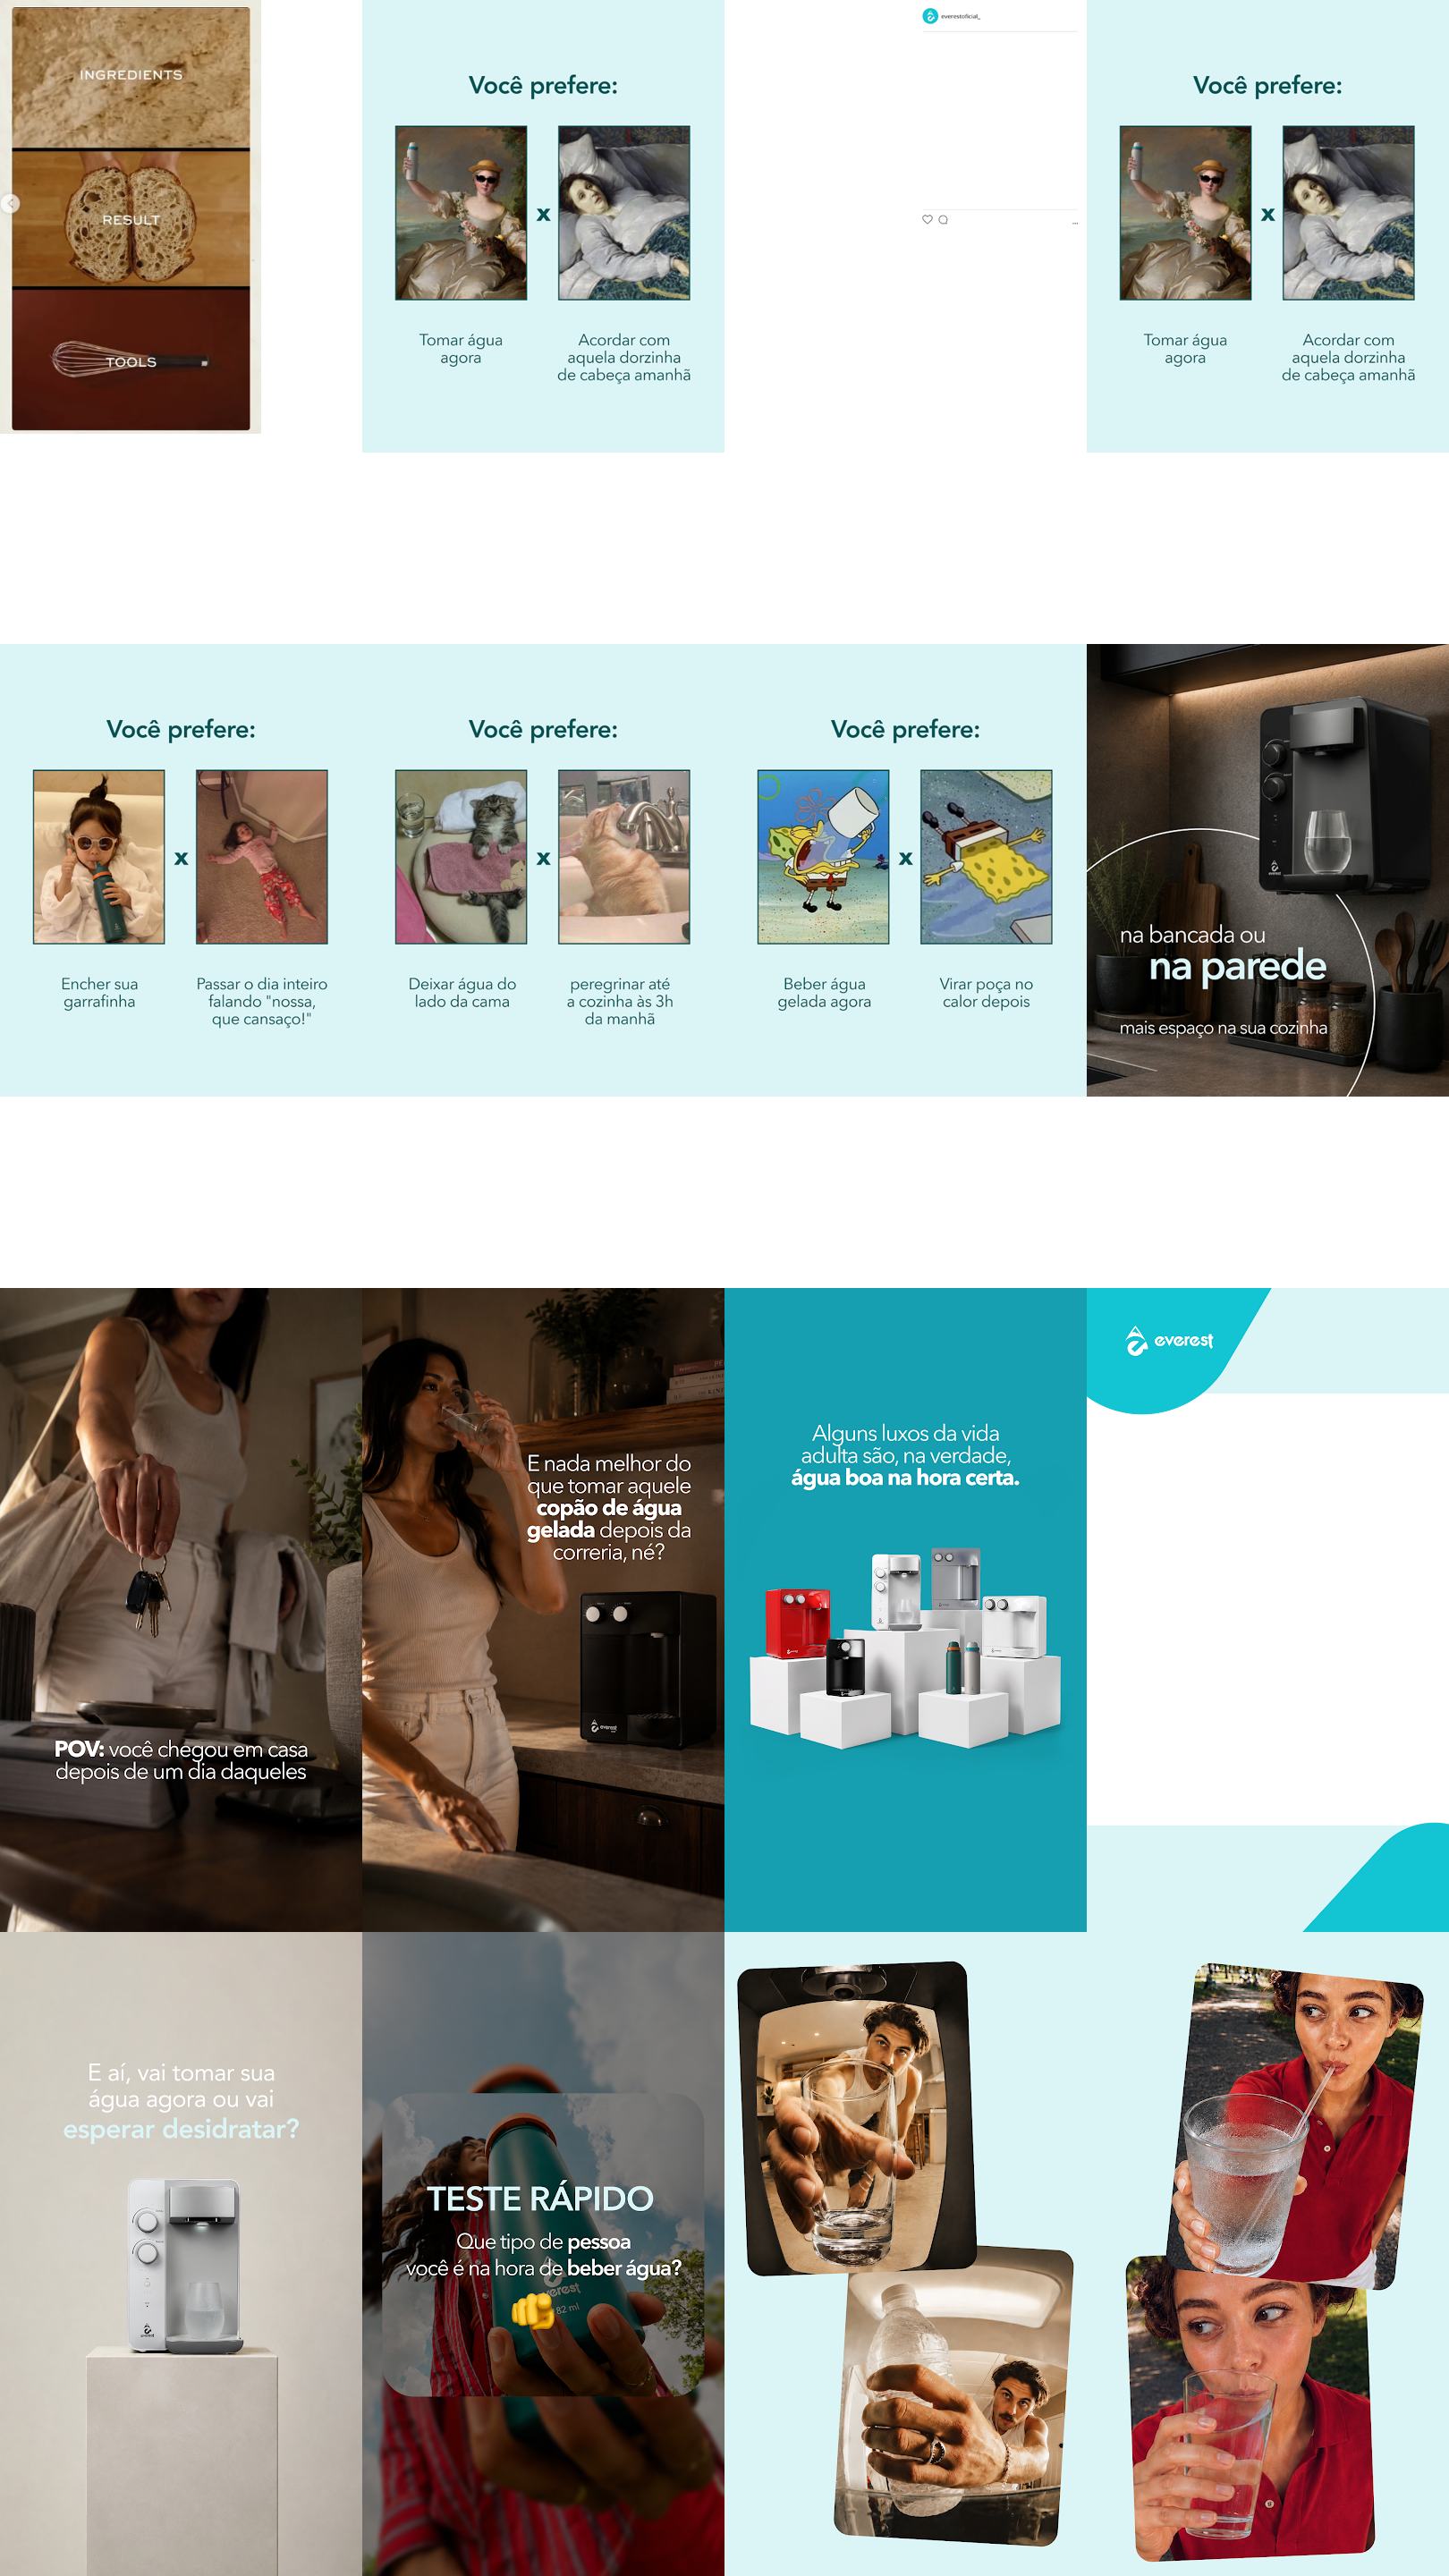 INGREDIENTS
RESULT
TOOLS
Você prefere:
x
Tomar água
agora
Acordar com
aquela dorzinha
de cabeça amanhã
everestoficial_
Você prefere:
x
Tomar água
agora
Acordar com
aquela dorzinha
de cabeça amanhã
Você prefere:
x
Encher sua
garrafinha
Passar o dia inteiro
falando "nossa,
que cansaço!"
Você prefere:
x
Deixar água do
lado da cama
peregrinar até
a cozinha às 3h
da manhã
Você prefere:
x
Beber água
gelada agora
Virar poça no
calor depois
everest
na bancada ou
na parede
mais espaço na sua cozinha
POV: você chegou em casa
depois de um dia daqueles
E nada melhor do
que tomar aquele
copão de água
gelada depois da
correria, né?
everest
Alguns luxos da vida
adulta são, na verdade,
água boa na hora certa.
everest
E aí, vai tomar sua
água agora ou vai
esperar desidratar?
everest
TESTE RÁPIDO
Que tipo de pessoa
você é na hora de beber água?
everest
82 ml